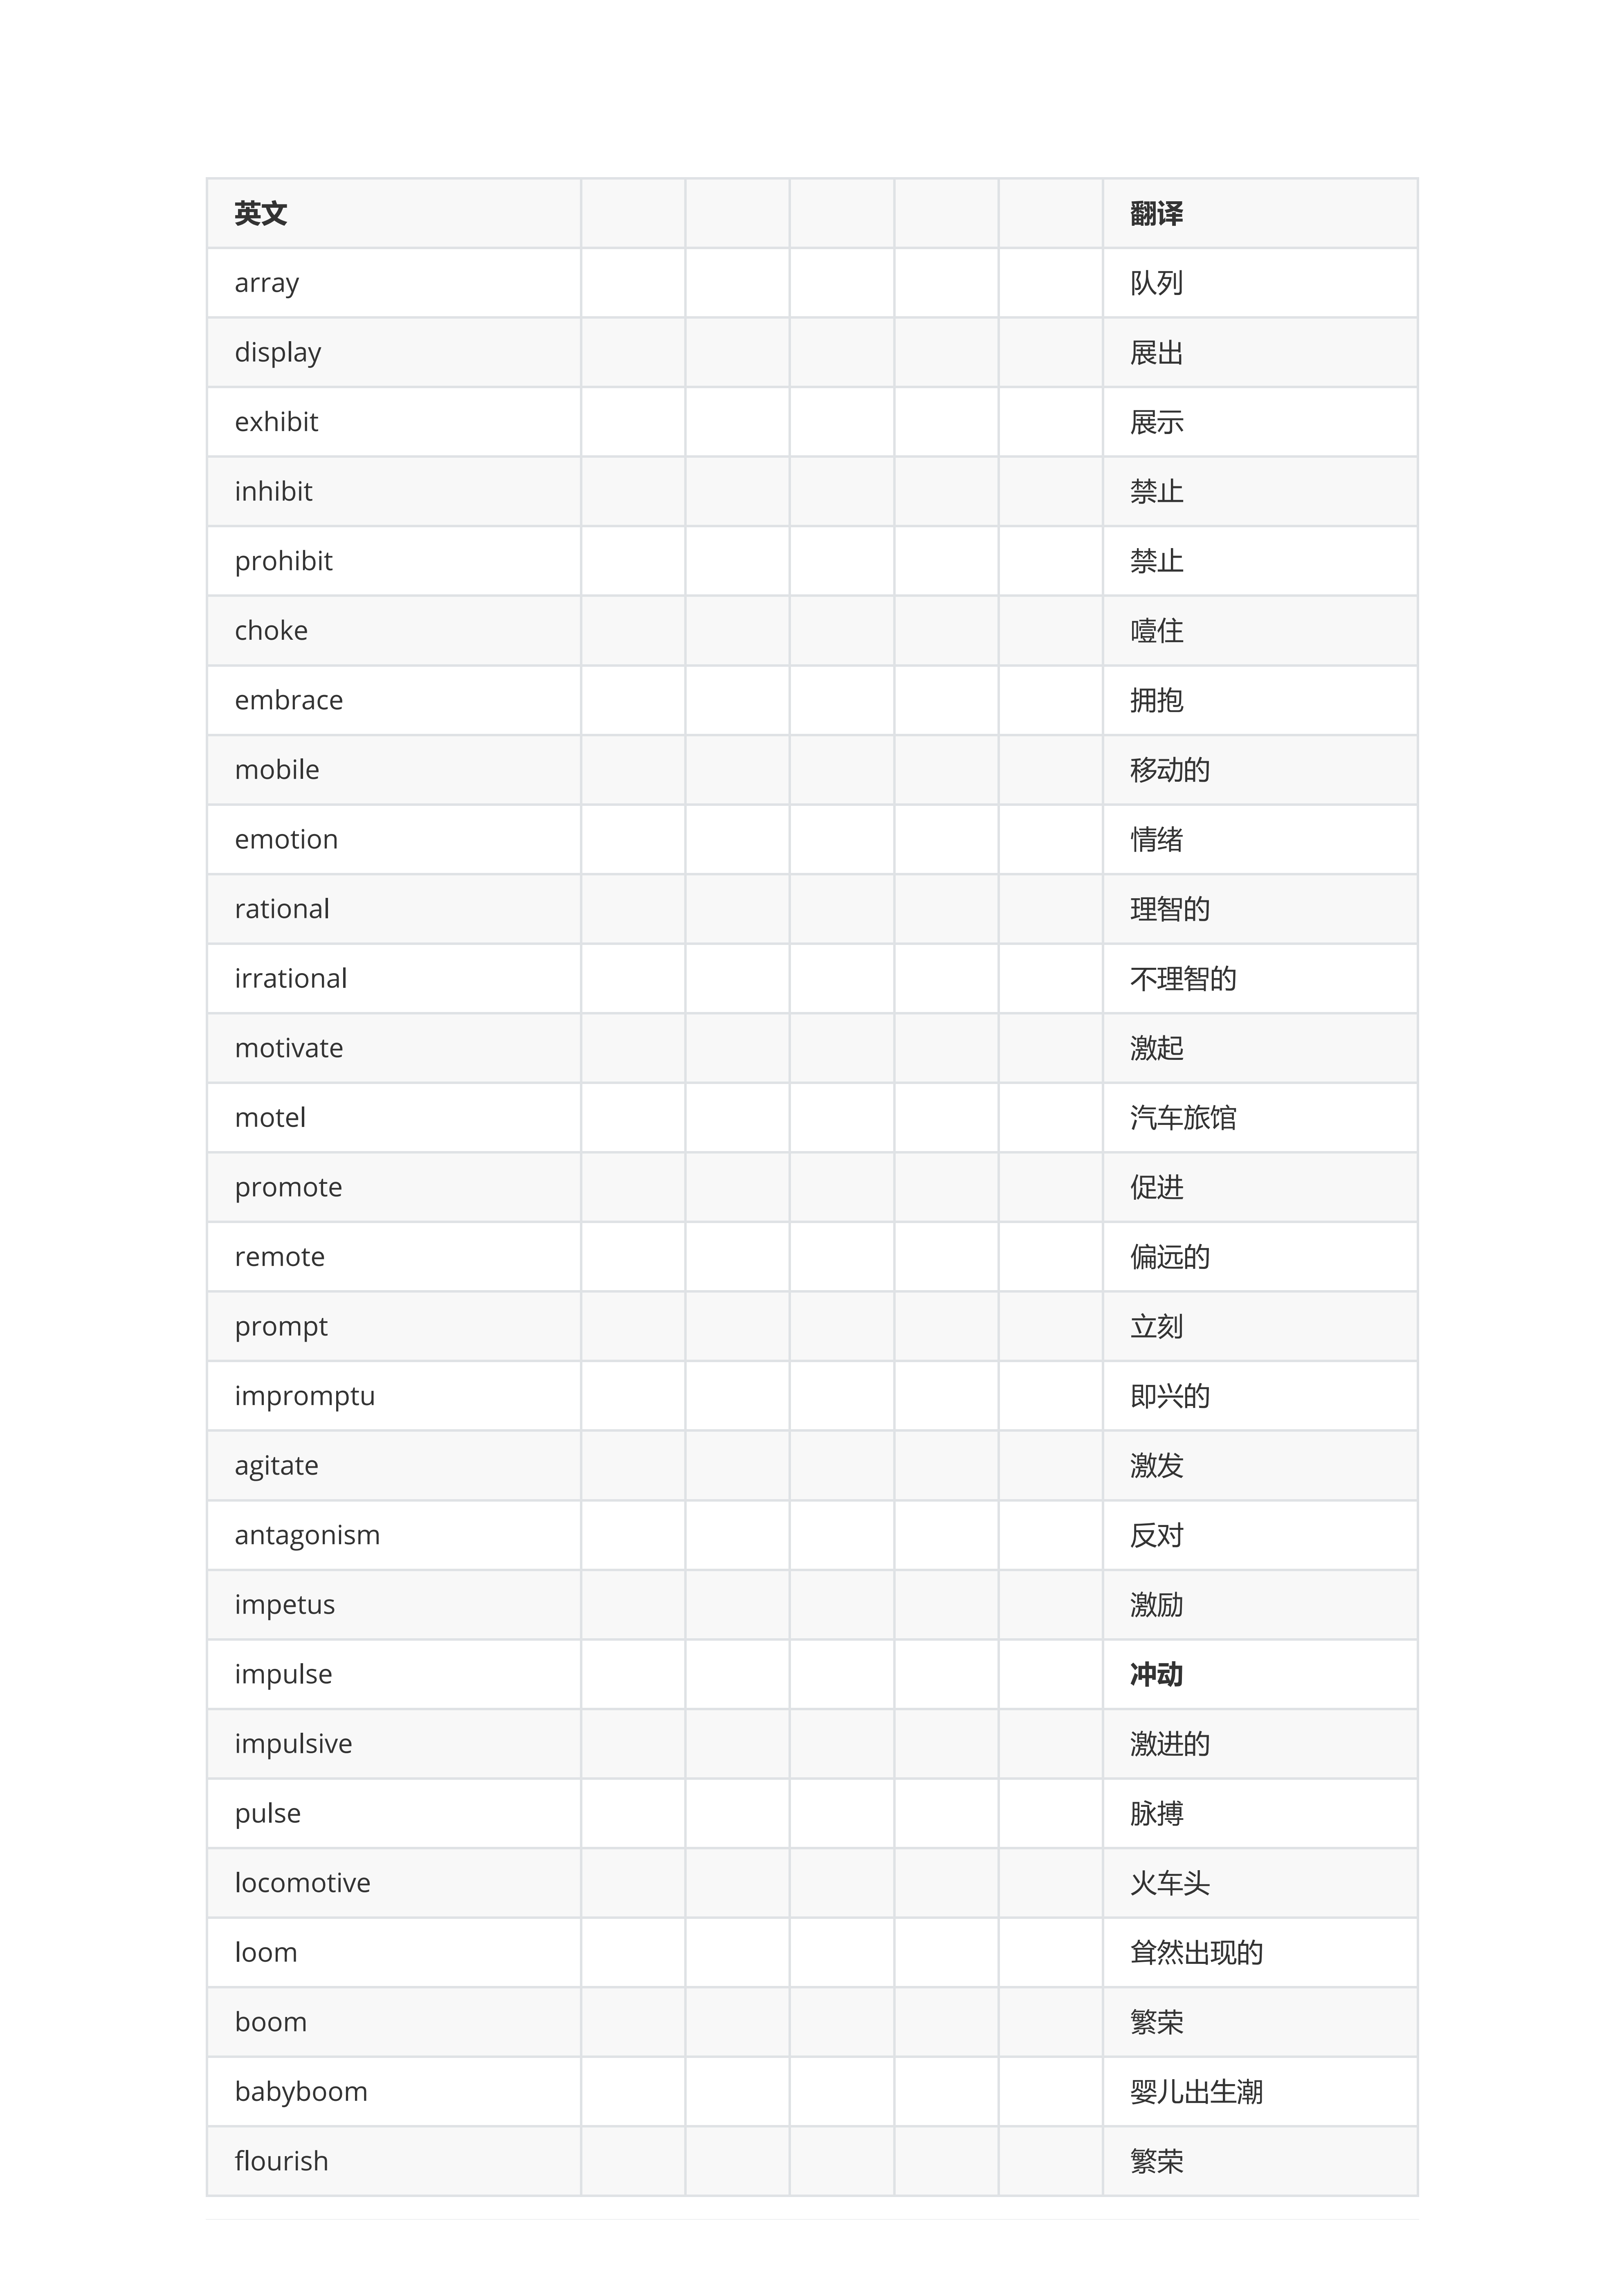 英文 翻译
array 队列
display 展出
exhibit 展示
inhibit 禁止
prohibit 禁止
choke 噎住
embrace 拥抱
mobile 移动的
emotion 情绪
rational 理智的
irrational 不理智的
motivate 激起
motel 汽车旅馆
promote 促进
remote 偏远的
prompt 立刻
impromptu 即兴的
agitate 激发
antagonism 反对
impetus 激励
impulse 冲动
impulsive 激进的
pulse 脉搏
locomotive 火车头
loom 耸然出现的
boom 繁荣
babyboom 婴儿出生潮
flourish 繁荣